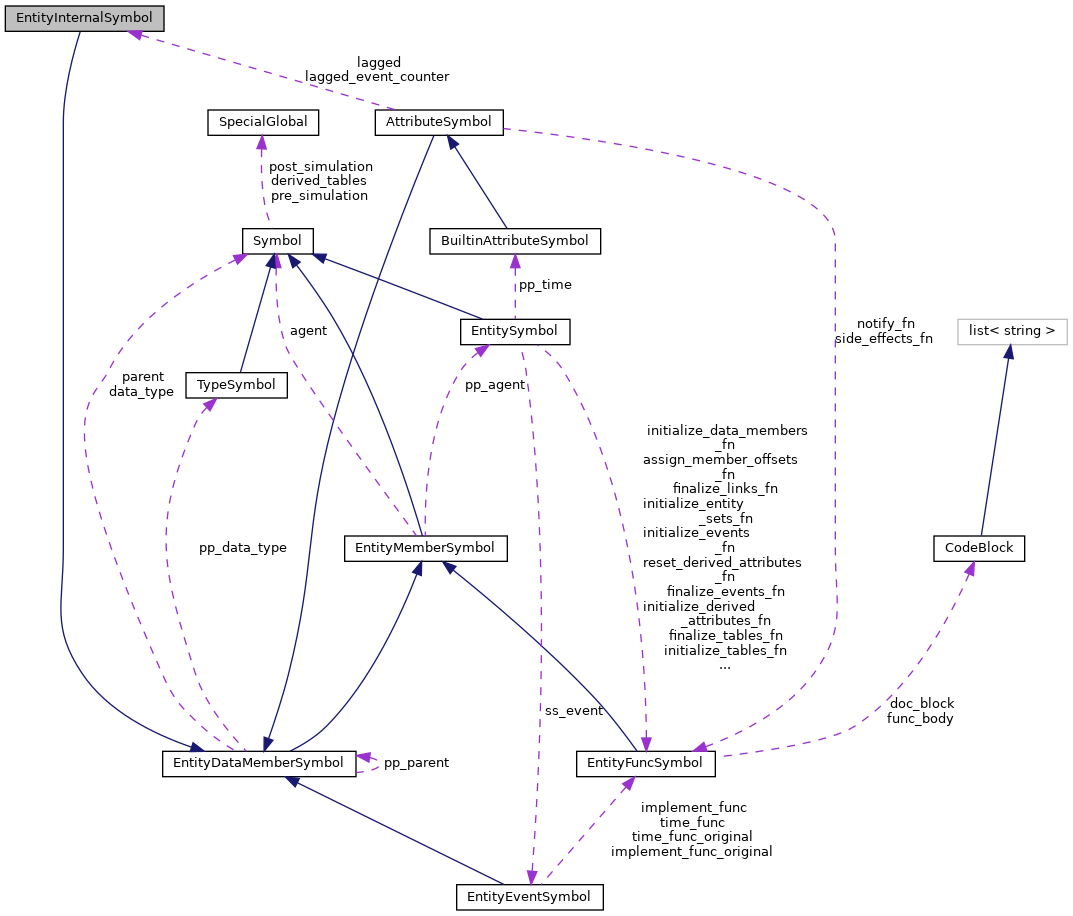 EntityInternalSymbol
lagged
lagged_event_counter
SpecialGlobal
AttributeSymbol
post_simulation
derived_tables
pre_simulation
Symbol
BuiltinAttributeSymbol
pp_time
EntitySymbol
list< string >
notify_fn
side_effects_fn
agent
parent
data_type
TypeSymbol
pp_agent
initialize_data_members
_fn
assign_member_offsets
_fn
finalize_links_fn
initialize_entity
_sets_fn
initialize_events
_fn
reset_derived_attributes
_fn
finalize_events_fn
initialize_derived
_attributes_fn
finalize_tables_fn
initialize_tables_fn
...
pp_data_type
EntityMemberSymbol
CodeBlock
ss_event
doc_block
func_body
EntityDataMemberSymbol
pp_parent
EntityFuncSymbol
implement_func
time_func
time_func_original
implement_func_original
EntityEventSymbol